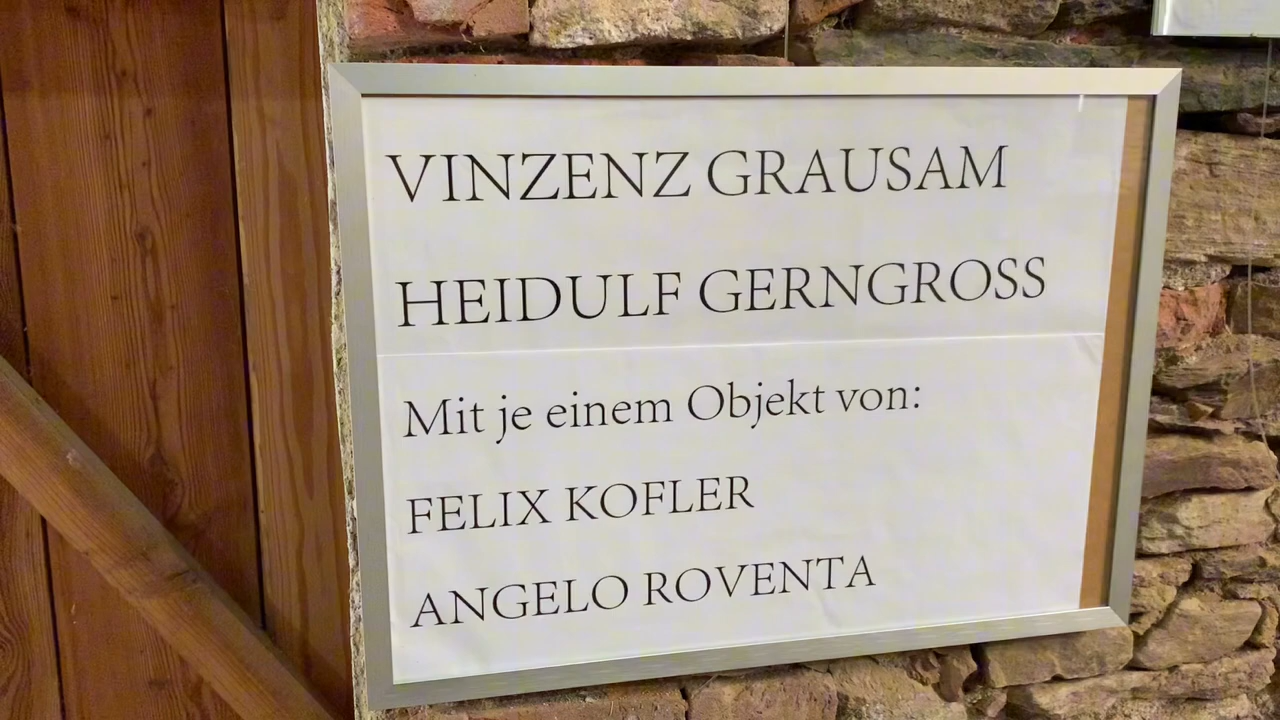 VINZENZ GRAUSAM
HEIDULF GERNGROSS
Mit je einem Objekt von:
FELIX KOFLER
ANGELO ROVENTA